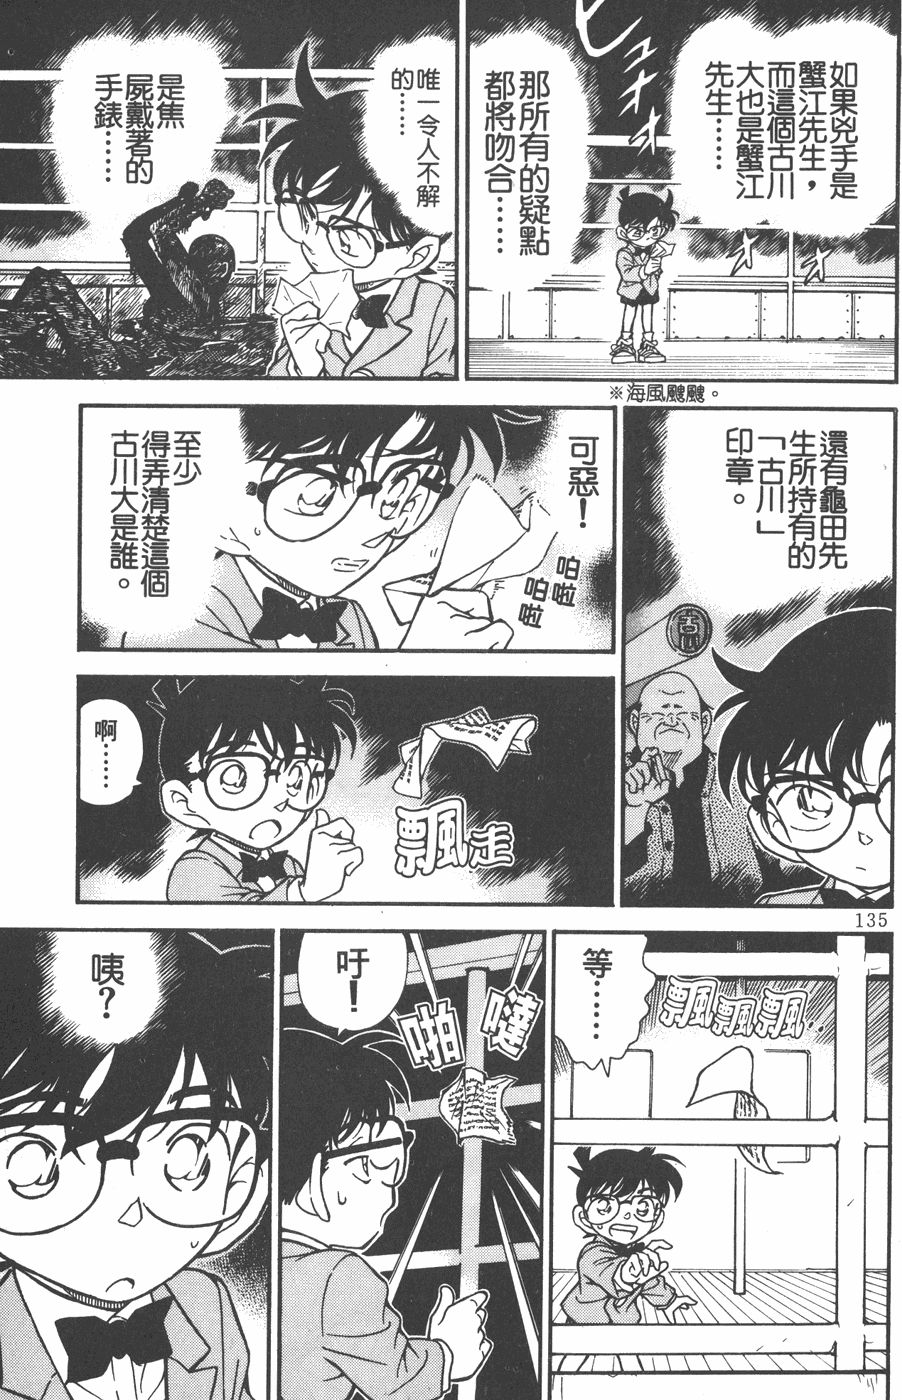 如果兇手是
蟹江先生，
而這個古川
大也是蟹江
先生……
那所有的疑點
都將吻合……
ヒュオオオ
※海風颼颼。
唯一令人不解
的……
是焦
屍戴著的
手錶……
還有龜田先
生所持有的
「古川」
印章。
古川
可惡！
啪啦
啪啦
至少
得弄清楚這個
古川大是誰。
飄走
啊……
135
飄飄飄…
等……
啪噠
吁！
咦？